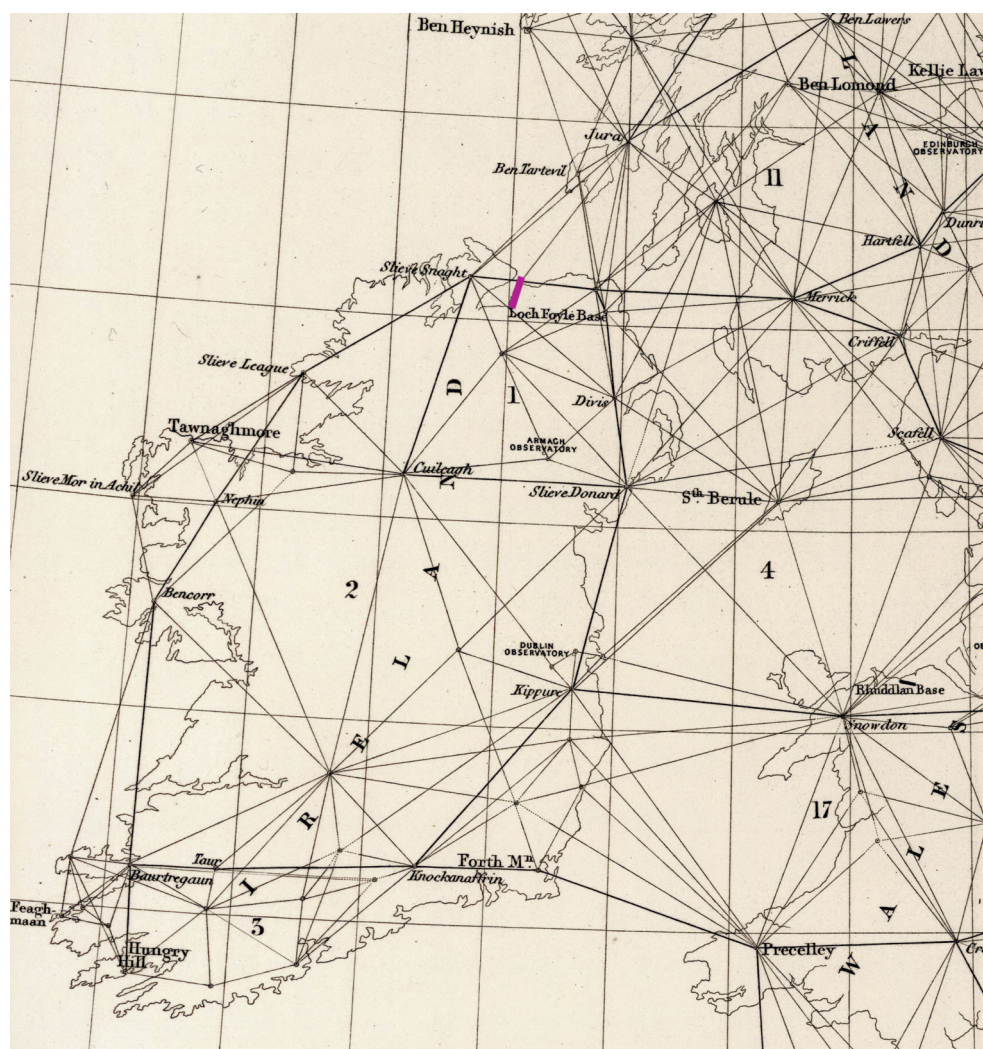 Ben Heynish
Ben Lawers
Ben Lomond
Kellie Law
L
A
N
D
Jura
EDINBURGH
OBSERVATORY
Ben Tartevil
11
Dunri
Hartfell
Slieve Snaght
Merrick
Loch Foyle Base
Criffell
Slieve League
D
1
Divis
Tawnaghmore
ARMAGH
OBSERVATORY
Scafell
Cuilcagh
Slieve Mor in Achil
Nephin
N
Slieve Donard
Sth. Berule
2
A
4
Bencorr
DUBLIN
OBSERVATORY
L
Kippure
Rhuddlan Base
Snowdon
E
S
R
17
E
L
Taur
Forth Mn.
Baurtregaun
Knockanaffrin
I
A
Feagh-
maan
3
Hungry
Hill
Precelley
W